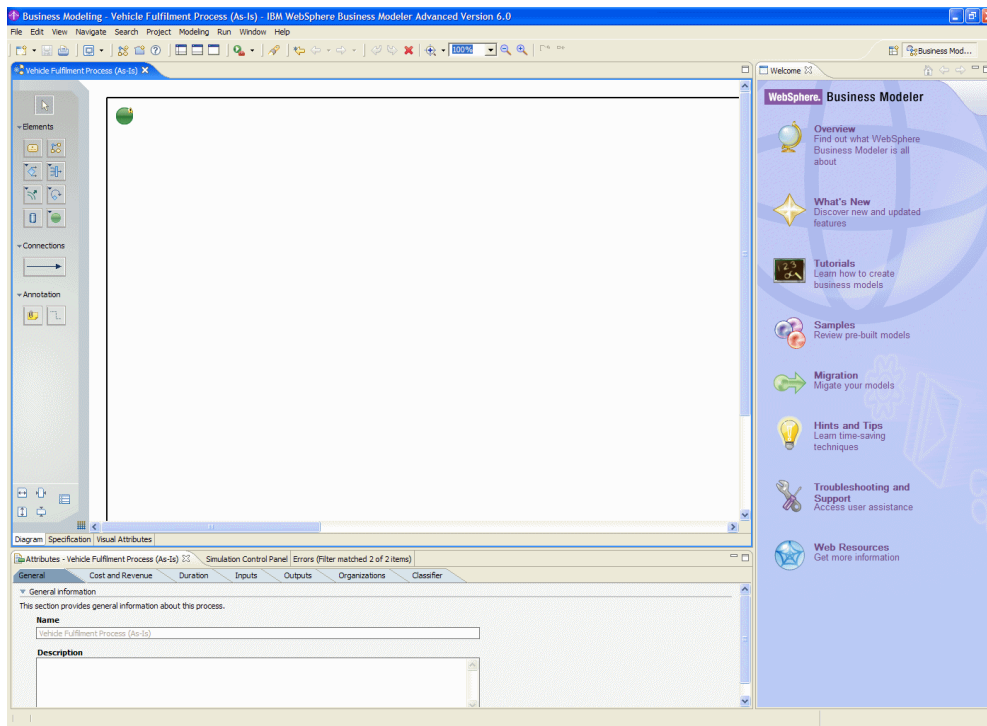 Business Modeling - Vehicle Fulfilment Process (As-Is) - IBM WebSphere Business Modeler Advanced Version 6.0
File Edit View Navigate Search Project Modeling Run Window Help
100%
Business Mod...
Vehicle Fulfilment Process (As-Is)
Welcome
Elements
Connections
Annotation
Diagram Specification Visual Attributes
Attributes - Vehicle Fulfilment Process (As-Is) Simulation Control Panel Errors (Filter matched 2 of 2 items)
General Cost and Revenue Duration Inputs Outputs Organizations Classifier
General information
This section provides general information about this process.
Name
Vehicle Fulfilment Process (As-Is)
Description
WebSphere. Business Modeler
Overview
Find out what WebSphere
Business Modeler is all
about
What's New
Discover new and updated
features
Tutorials
123
Learn how to create
business models
Samples
Review pre-built models
Migration
Migate your models
Hints and Tips
Learn time-saving
techniques
Troubleshooting and
Support
Access user assistance
Web Resources
Get more information